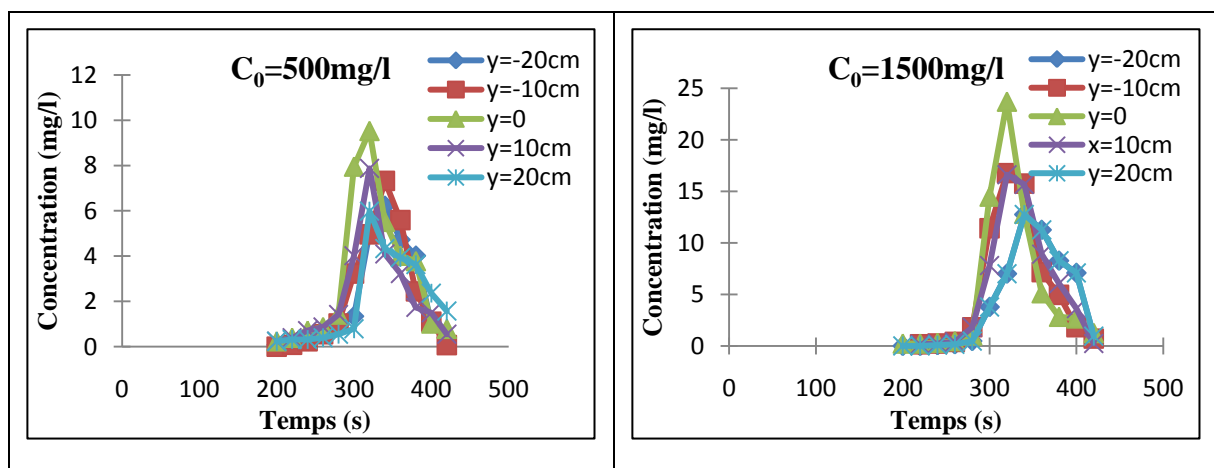 C0=500mg/l
y=-20cm
y=-10cm
y=0
y=10cm
y=20cm
Concentration (mg/l)
12
10
8
6
4
2
0
0 100 200 300 400 500
Temps (s)
C0=1500mg/l
y=-20cm
y=-10cm
y=0
x=10cm
y=20cm
Concentration (mg/l)
25
20
15
10
5
0
0 100 200 300 400 500
Temps (s)